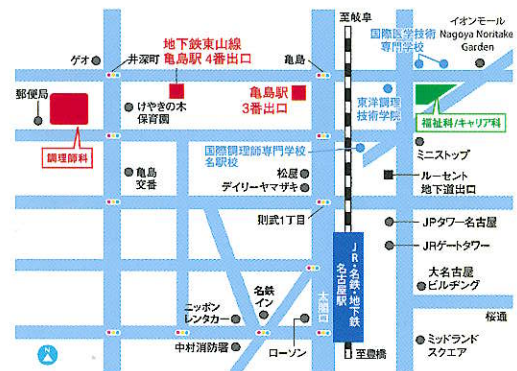 至岐阜
イオンモール
Nagoya Noritake
Garden
国際医学技術
専門学校
地下鉄東山線
亀島駅 4番出口
ゲオ
井深町
亀島
郵便局
けやきの木
保育園
亀島駅
3番出口
東洋調理
技術学院
福祉科/キャリア科
調理師科
国際調理師専門学校
名駅校
ミニストップ
亀島
交番
松屋
デイリーヤマザキ
ルーセント
地下道出口
則武1丁目
JPタワー名古屋
JRゲートタワー
JR・名鉄・地下鉄
名古屋駅
太閤口
大名古屋
ビルヂング
桜通
ニッポン
レンタカー
名鉄
イン
中村消防署
ローソン
至豊橋
ミッドランド
スクエア
N